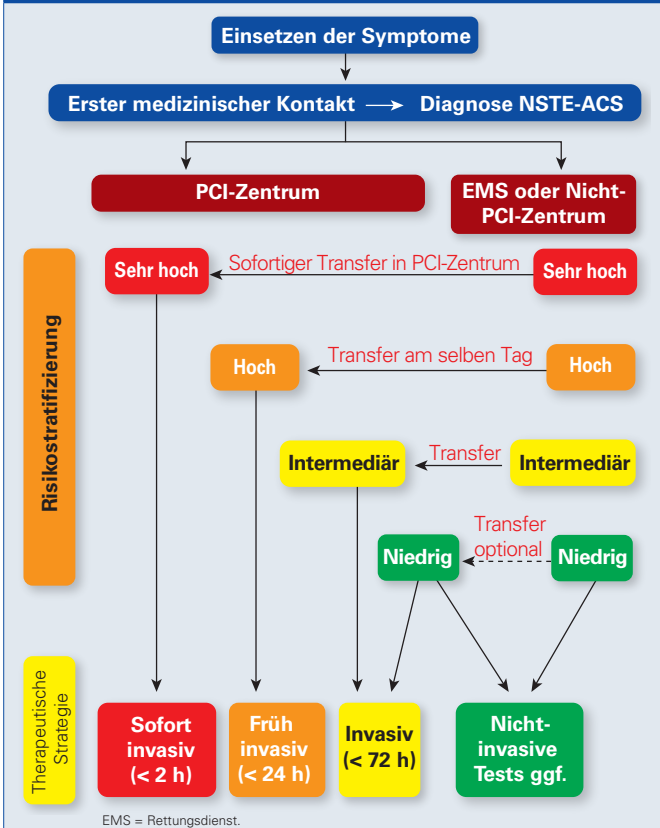 Einsetzen der Symptome
Erster medizinischer Kontakt → Diagnose NSTE-ACS
PCI-Zentrum
EMS oder Nicht-
PCI-Zentrum
Risikostratifizierung
Sehr hoch
Sofortiger Transfer in PCI-Zentrum
Sehr hoch
Hoch
Transfer am selben Tag
Hoch
Intermediär
Transfer
Intermediär
Niedrig
Transfer
optional
Niedrig
Therapeutische
Strategie
Sofort
invasiv
(< 2 h)
Früh
invasiv
(< 24 h)
Invasiv
(< 72 h)
Nicht-
invasive
Tests ggf.
EMS = Rettungsdienst.